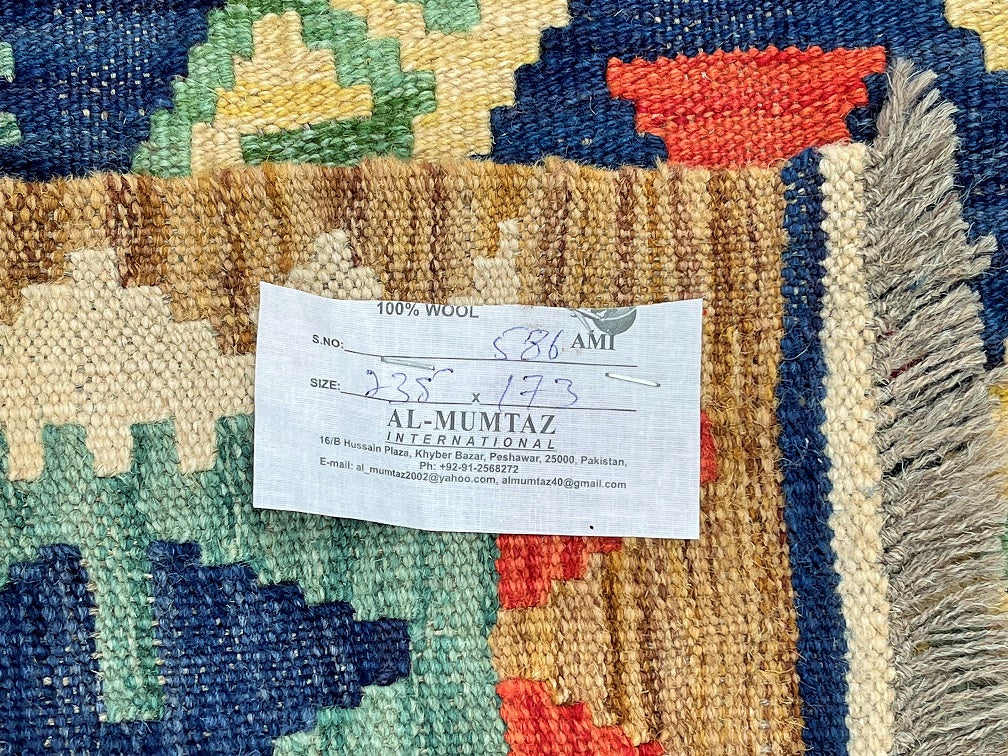 100% WOOL
AMI
S.NO: 586
SIZE: 235 x 173
AL-MUMTAZ
INTERNATIONAL
16/B Hussain Plaza, Khyber Bazar, Peshawar, 25000, Pakistan,
Ph: +92-91-2568272
E-mail: al_mumtaz2002@yahoo.com, almumtaz40@gmail.com